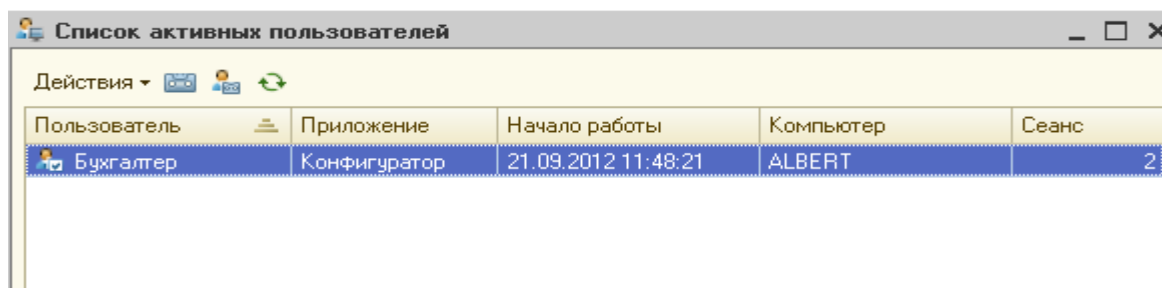 Список активных пользователей
Действия
Пользователь Приложение Начало работы Компьютер Сеанс
Бухгалтер Конфигуратор 21.09.2012 11:48:21 ALBERT 2